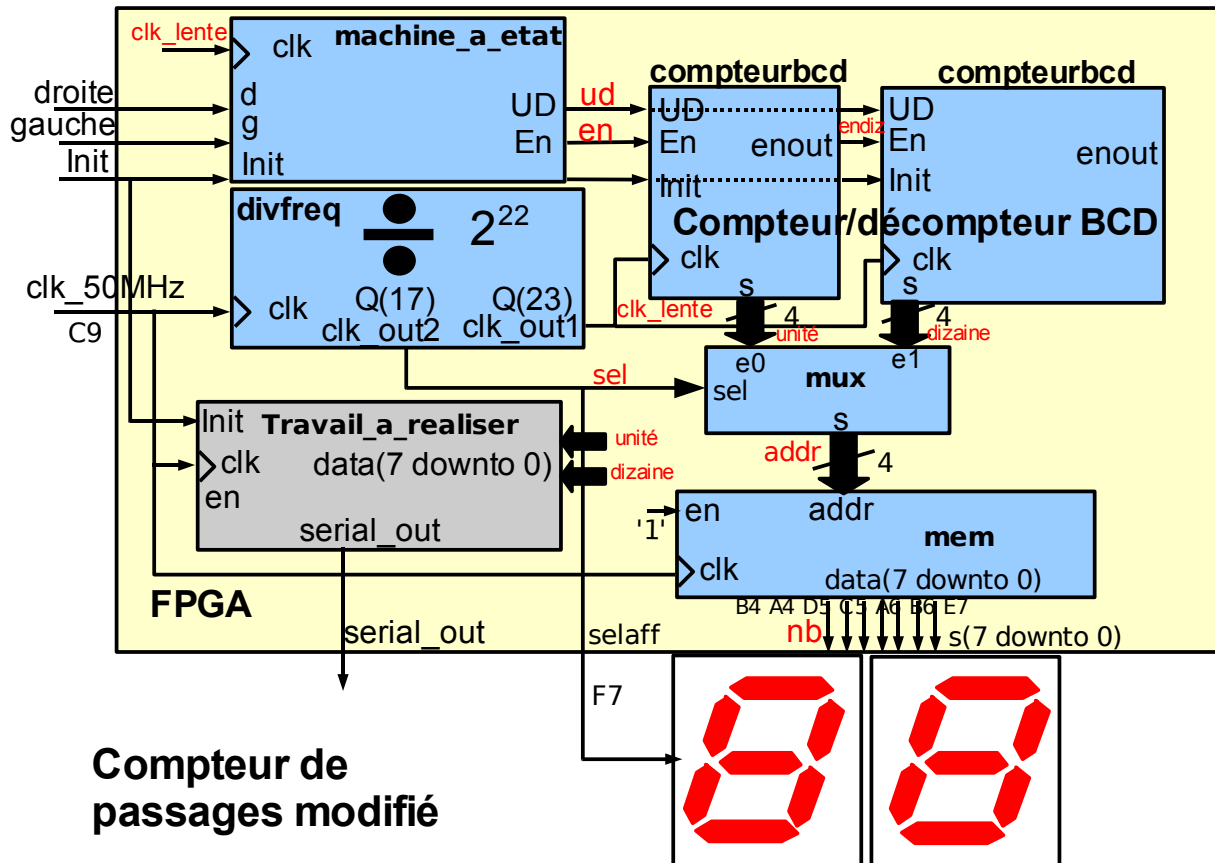 clk_lente
clk
machine_a_etat
droite
d
gauche
g
Init
Init
UD
ud
En
en
compteurbcd
UD
En
enout
Init
endiz
compteurbcd
UD
En
enout
Init
Compteur/décompteur BCD
clk
s
4
unité
clk
s
4
dizaine
divfreq
2^22
clk_50MHz
C9
clk
Q(17)
clk_out2
Q(23)
clk_out1
clk_lente
sel
sel
e0
mux
e1
s
addr
4
Init
Travail_a_realiser
clk
data(7 downto 0)
en
serial_out
unité
dizaine
'1'
en
addr
mem
clk
data(7 downto 0)
B4 A4 D5 C5 A6 B6 E7
FPGA
serial_out
selaff
nb
s(7 downto 0)
F7
Compteur de
passages modifié